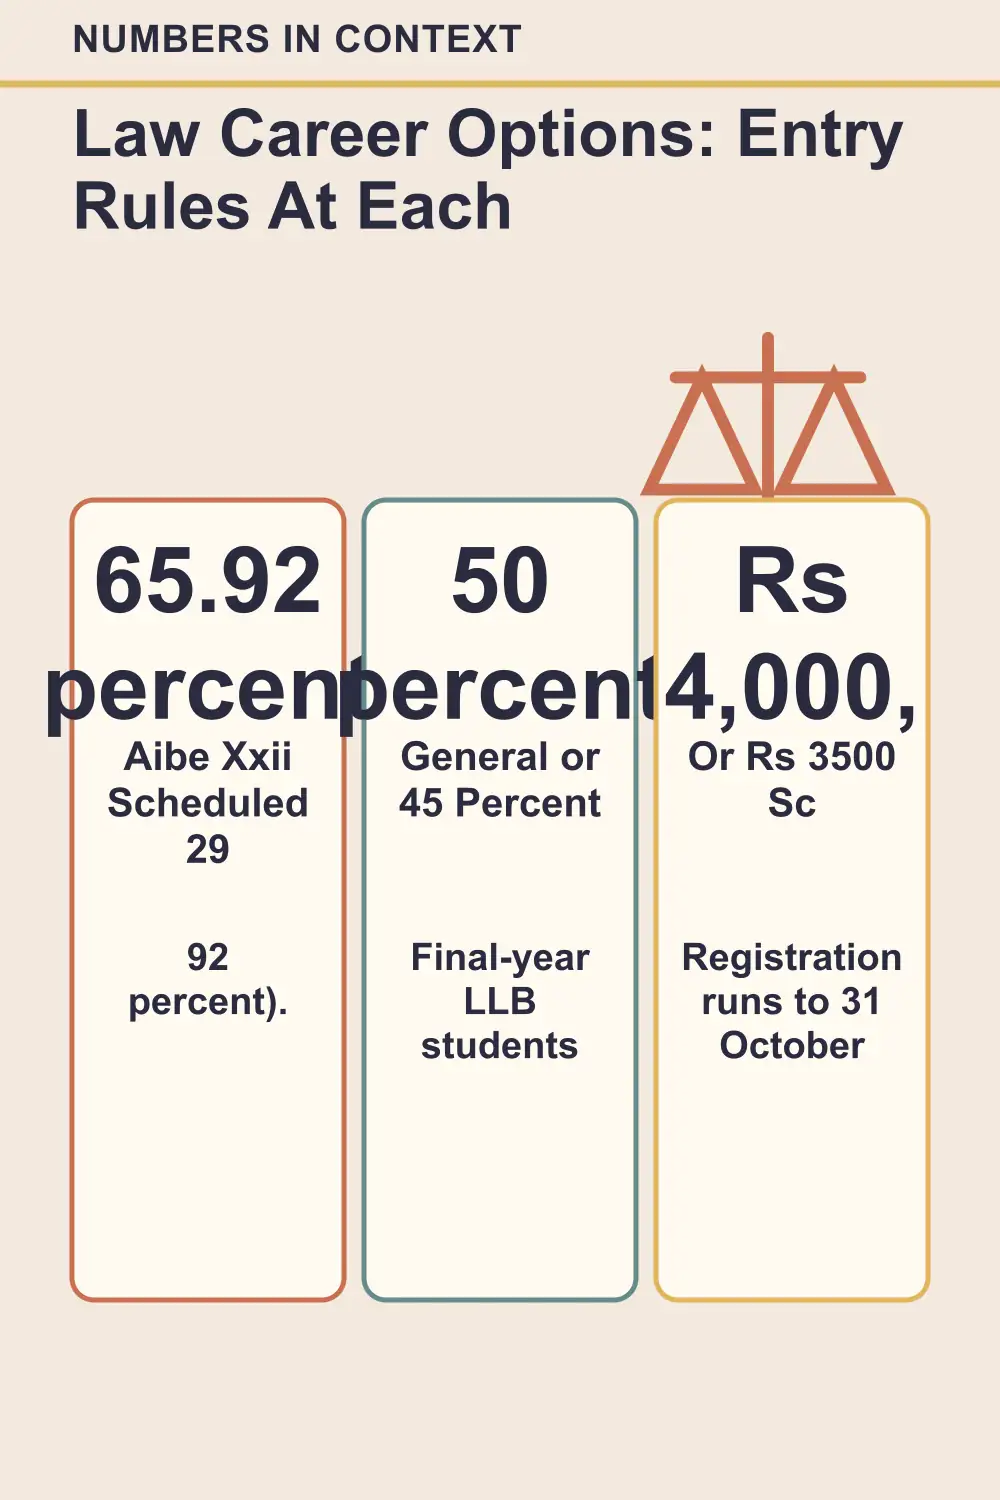 NUMBERS IN CONTEXT
Law Career Options: Entry
Rules At Each
65.92
percent
Aibe Xxii
Scheduled
29
92
percent).
50
percent
General or
45 Percent
Final-year
LLB
students
Rs
4,000,
Or Rs 3500
Sc
Registration
runs to 31
October